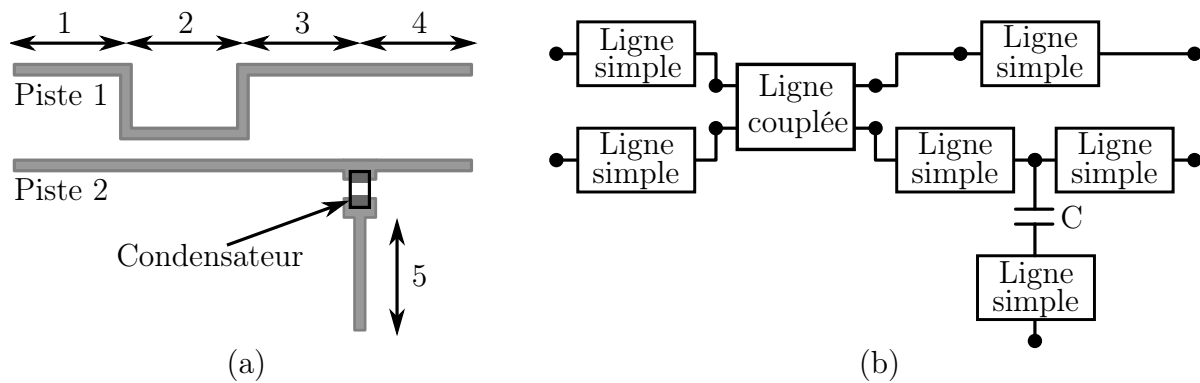 1 2 3 4
Piste 1
Piste 2
Condensateur
5
(a)
Ligne
simple
Ligne
simple
Ligne
couplée
Ligne
simple
Ligne
simple
Ligne
simple
C
Ligne
simple
(b)